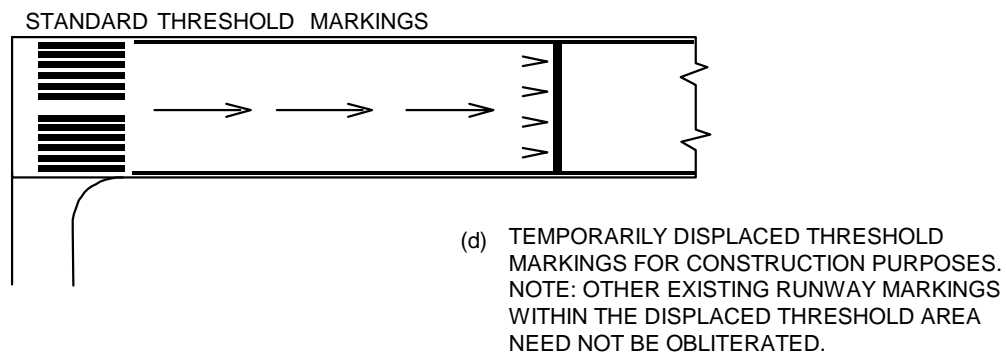 STANDARD THRESHOLD MARKINGS
(d) TEMPORARILY DISPLACED THRESHOLD
MARKINGS FOR CONSTRUCTION PURPOSES.
NOTE: OTHER EXISTING RUNWAY MARKINGS
WITHIN THE DISPLACED THRESHOLD AREA
NEED NOT BE OBLITERATED.